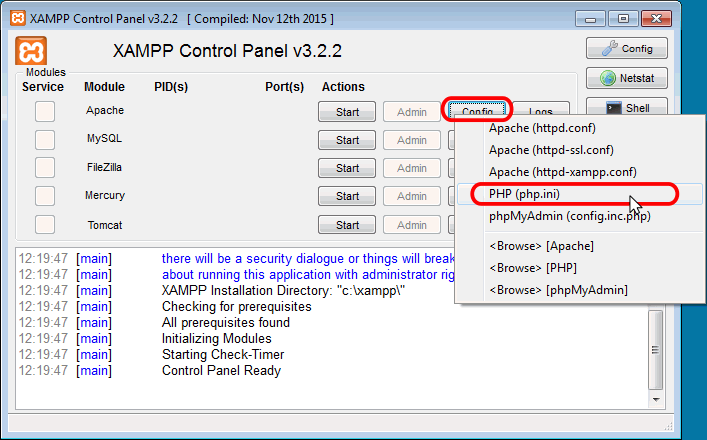 XAMPP Control Panel v3.2.2 [ Compiled: Nov 12th 2015 ]
XAMPP Control Panel v3.2.2
Config
Modules
Service Module PID(s) Port(s) Actions
Netstat
Apache Start Admin Config Logs
Shell
MySQL Start Admin
FileZilla Start Admin
Mercury Start Admin
Tomcat Start Admin
Apache (httpd.conf)
Apache (httpd-ssl.conf)
Apache (httpd-xampp.conf)
PHP (php.ini)
phpMyAdmin (config.inc.php)
<Browse> [Apache]
<Browse> [PHP]
<Browse> [phpMyAdmin]
12:19:47 [main] there will be a security dialogue or things will break
12:19:47 [main] about running this application with administrator
12:19:47 [main] XAMPP Installation Directory: "c:\xampp\"
12:19:47 [main] Checking for prerequisites
12:19:47 [main] All prerequisites found
12:19:47 [main] Initializing Modules
12:19:47 [main] Starting Check-Timer
12:19:47 [main] Control Panel Ready